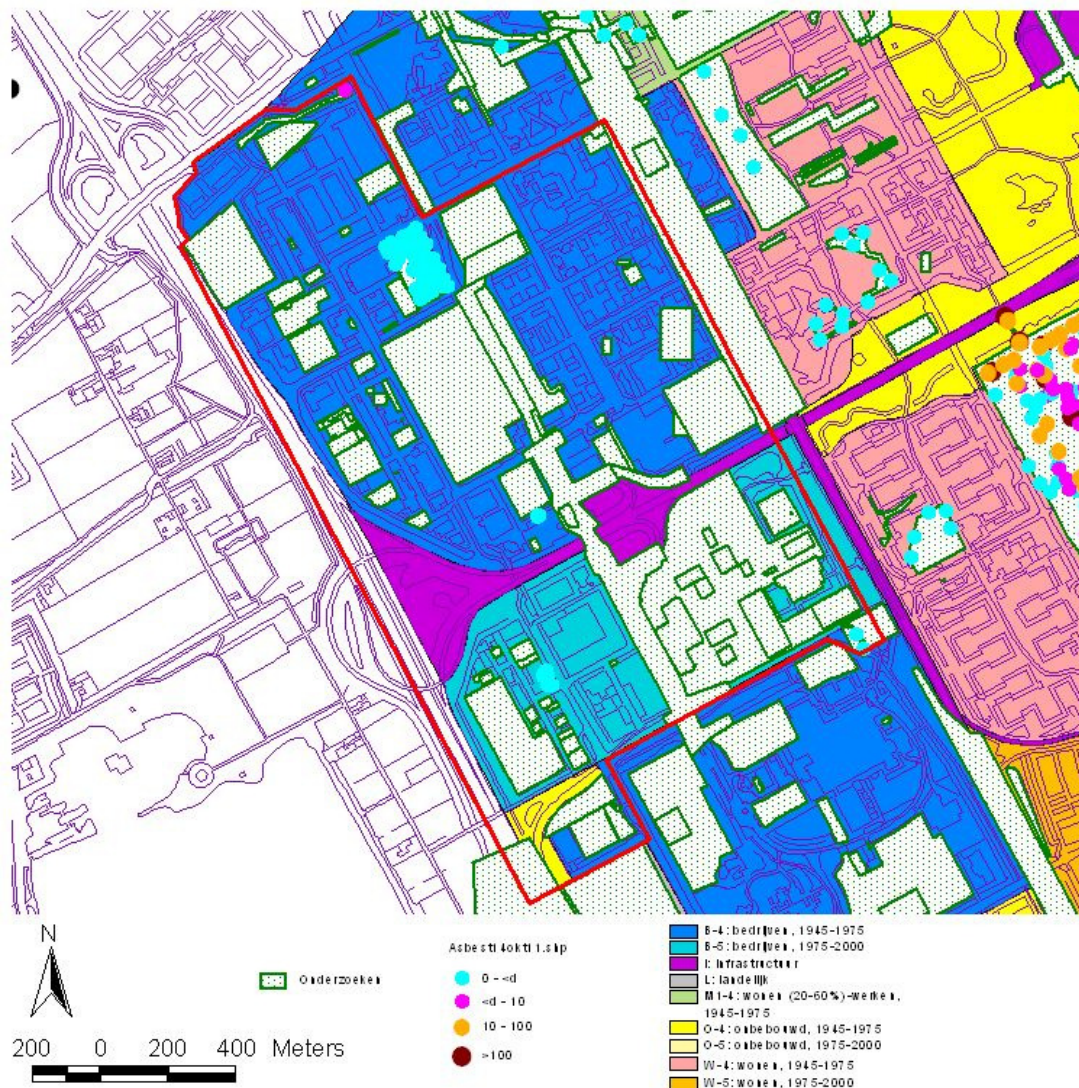 N
200 0 200 400 Meters
Onderzoeken
Asbesti4okti1.shp
0 - <d
<d - 10
10 - 100
>100
B-4: bedrijven, 1945-1975
B-5: bedrijven, 1975-2000
I: Infrastructuur
L: landelijk
M1-4: wonen (20-60%)-werken,
1945-1975
O-4: onbebouwd, 1945-1975
O-5: onbebouwd, 1975-2000
W-4: wonen, 1945-1975
W-5: wonen, 1975-2000